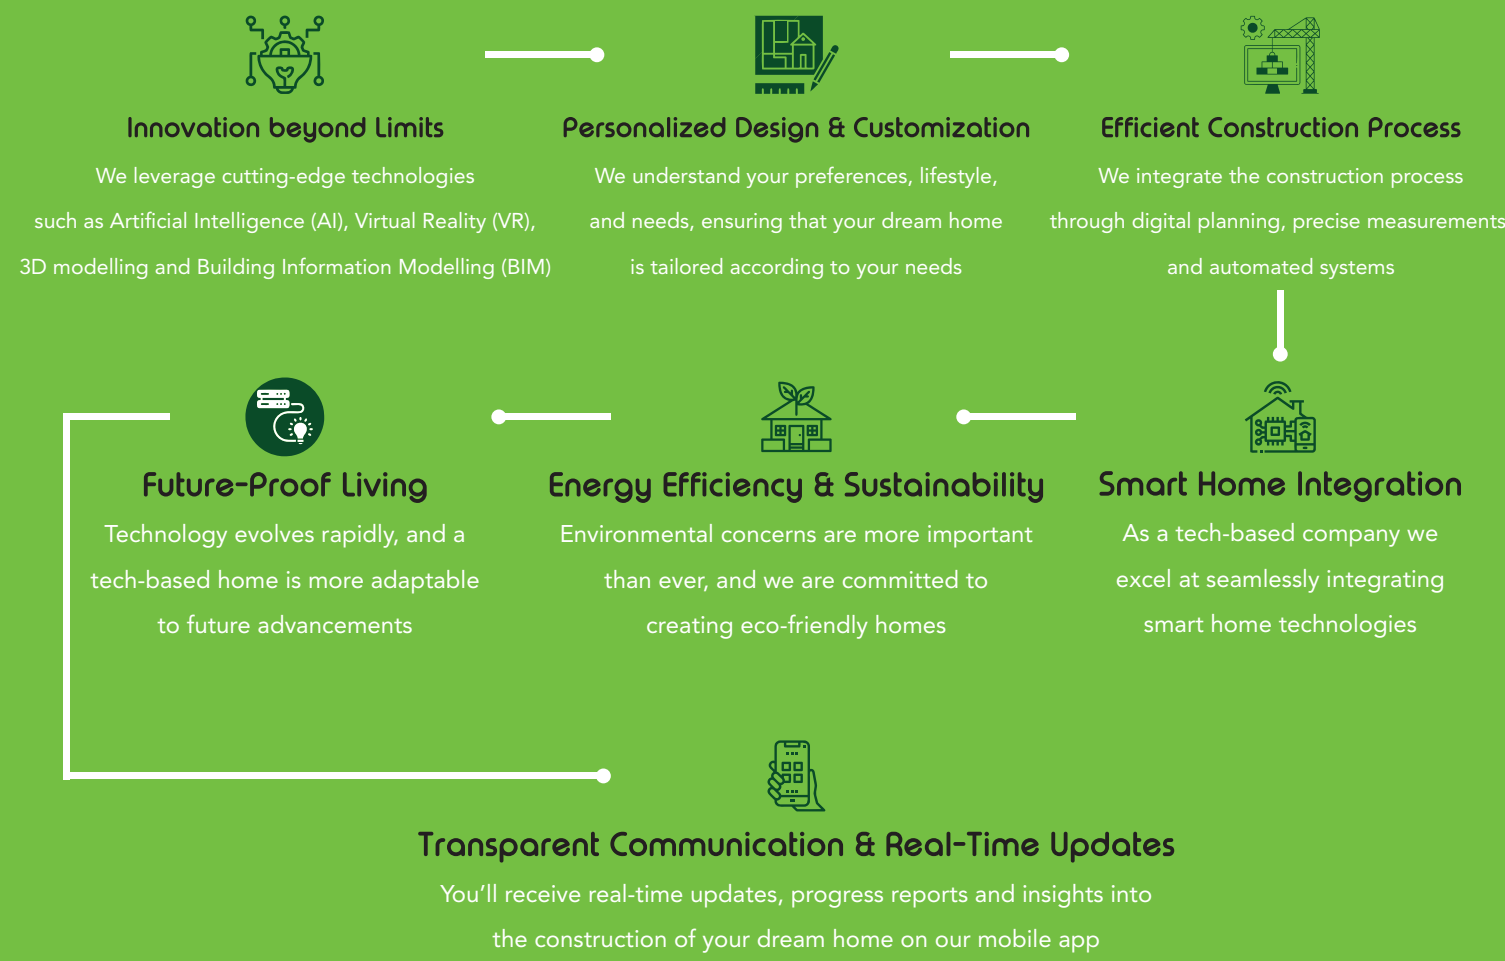 Innovation beyond Limits
We leverage cutting-edge technologies
such as Artificial Intelligence (AI), Virtual Reality (VR),
3D modelling and Building Information Modelling (BIM)
Personalized Design & Customization
We understand your preferences, lifestyle,
and needs, ensuring that your dream home
is tailored according to your needs
Efficient Construction Process
We integrate the construction process
through digital planning, precise measurements
and automated systems
Smart Home Integration
As a tech-based company we
excel at seamlessly integrating
smart home technologies
Energy Efficiency & Sustainability
Environmental concerns are more important
than ever, and we are committed to
creating eco-friendly homes
Future-Proof Living
Technology evolves rapidly, and a
tech-based home is more adaptable
to future advancements
Transparent Communication & Real-Time Updates
You’ll receive real-time updates, progress reports and insights into
the construction of your dream home on our mobile app